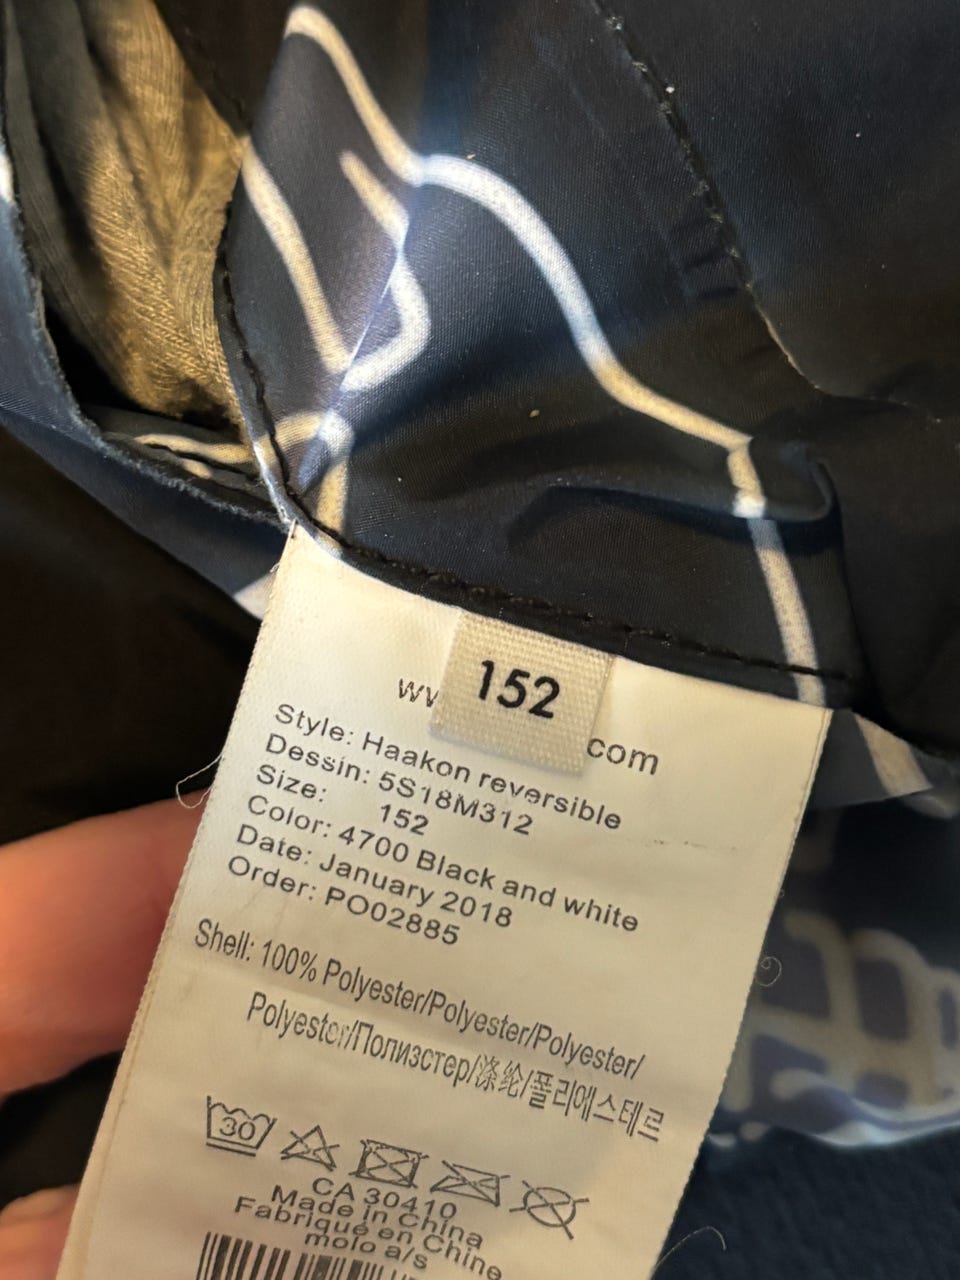 152
com
Style: Haakon reversible
Dessin: 5S18M312
Size: 152
Color: 4700 Black and white
Date: January 2018
Order: PO02885
Shell: 100% Polyester/Polyester/Polyester/
Polyester/Полиэстер/涤纶/폴리에스테르
30
CA 30410
Made in China
Fabriqué en Chine
molo a/s